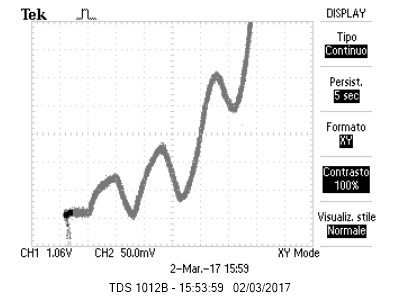 Tek
DISPLAY
Tipo
Continuo
Persist.
5 sec
Formato
XY
Contrasto
100%
Visualiz. stile
Normale
CH1 1.06V CH2 50.0mV XY Mode
2-Mar.-17 15:59
TDS 1012B - 15:53:59 02/03/2017